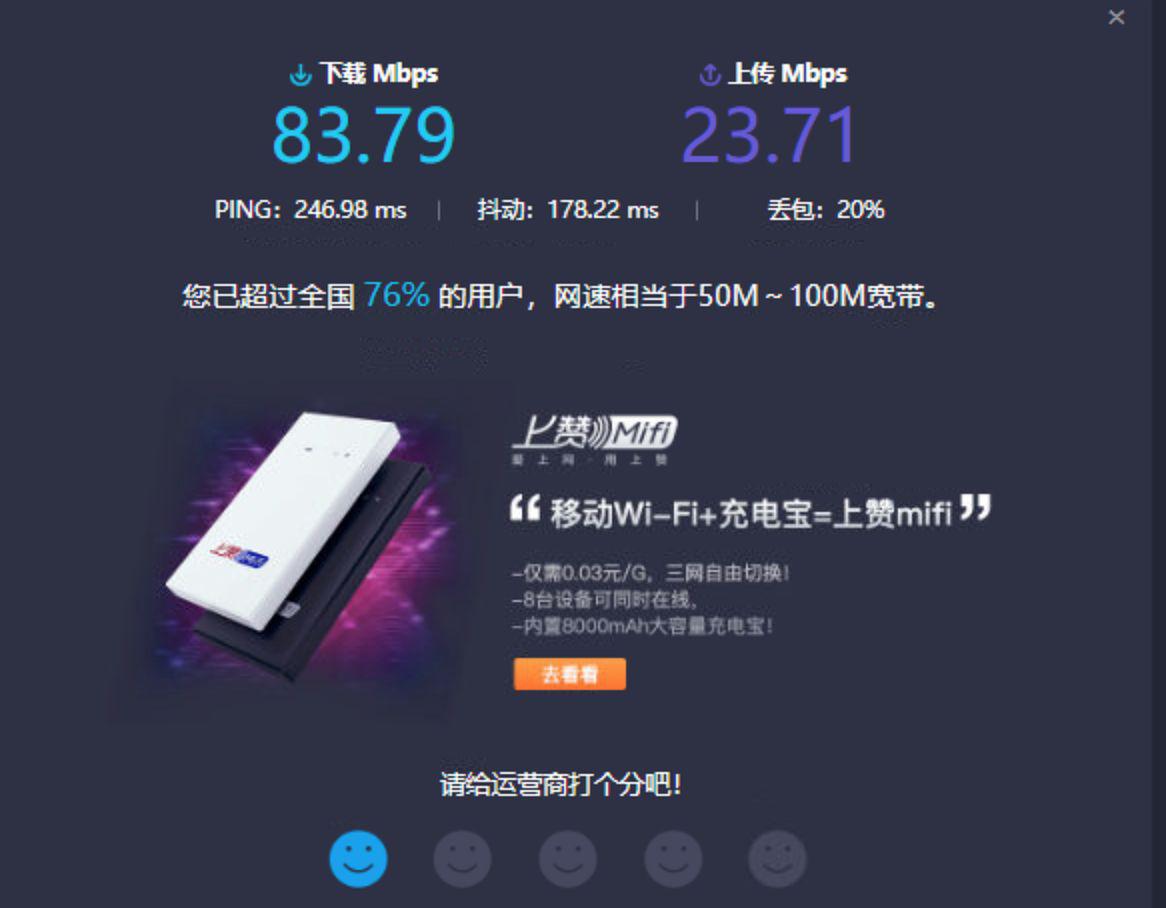 下载 Mbps
上传 Mbps
83.79
23.71
PING：246.98 ms
抖动：178.22 ms
丢包：20%
您已超过全国 76% 的用户，网速相当于50M～100M宽带。
上赞Mifi
爱上网·用上赞
“移动Wi-Fi+充电宝=上赞mifi”
-仅需0.03元/G，三网自由切换！
-8台设备可同时在线，
-内置8000mAh大容量充电宝！
去看看
上赞Mifi
请给运营商打个分吧！